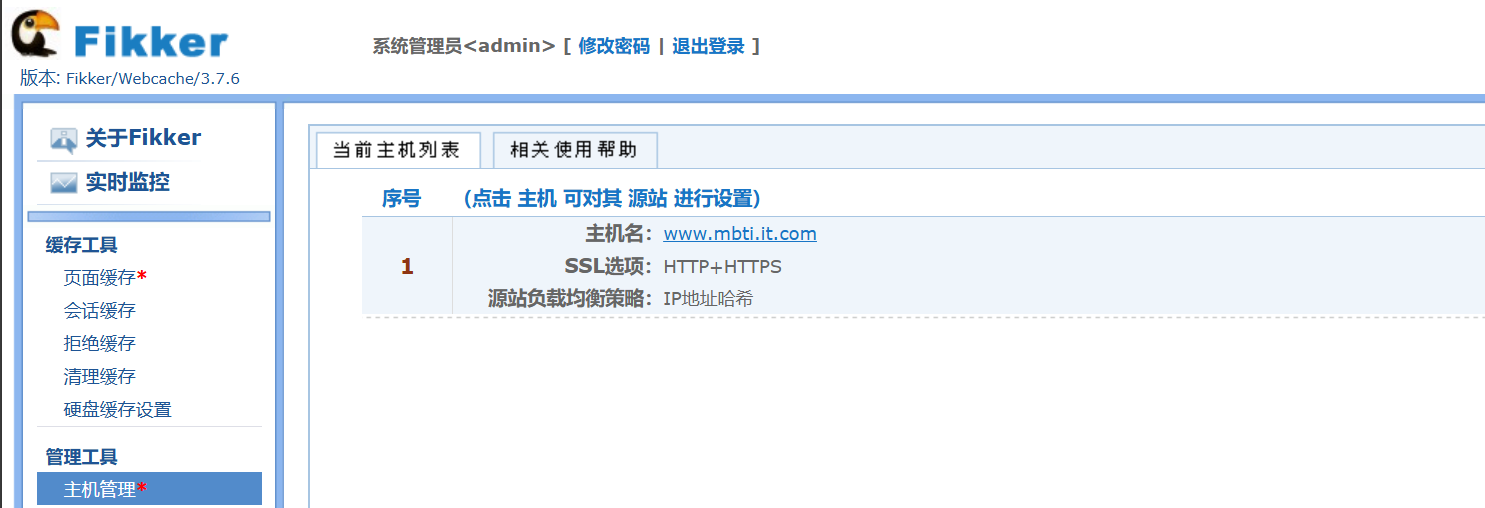 Fikker
系统管理员<admin> [ 修改密码 | 退出登录 ]
版本: Fikker/Webcache/3.7.6
关于Fikker
实时监控
缓存工具
页面缓存*
会话缓存
拒绝缓存
清理缓存
硬盘缓存设置
管理工具
主机管理*
当前主机列表 相关使用帮助
序号 (点击 主机 可对其 源站 进行设置)
1
主机名: www.mbti.it.com
SSL选项: HTTP+HTTPS
源站负载均衡策略: IP地址哈希